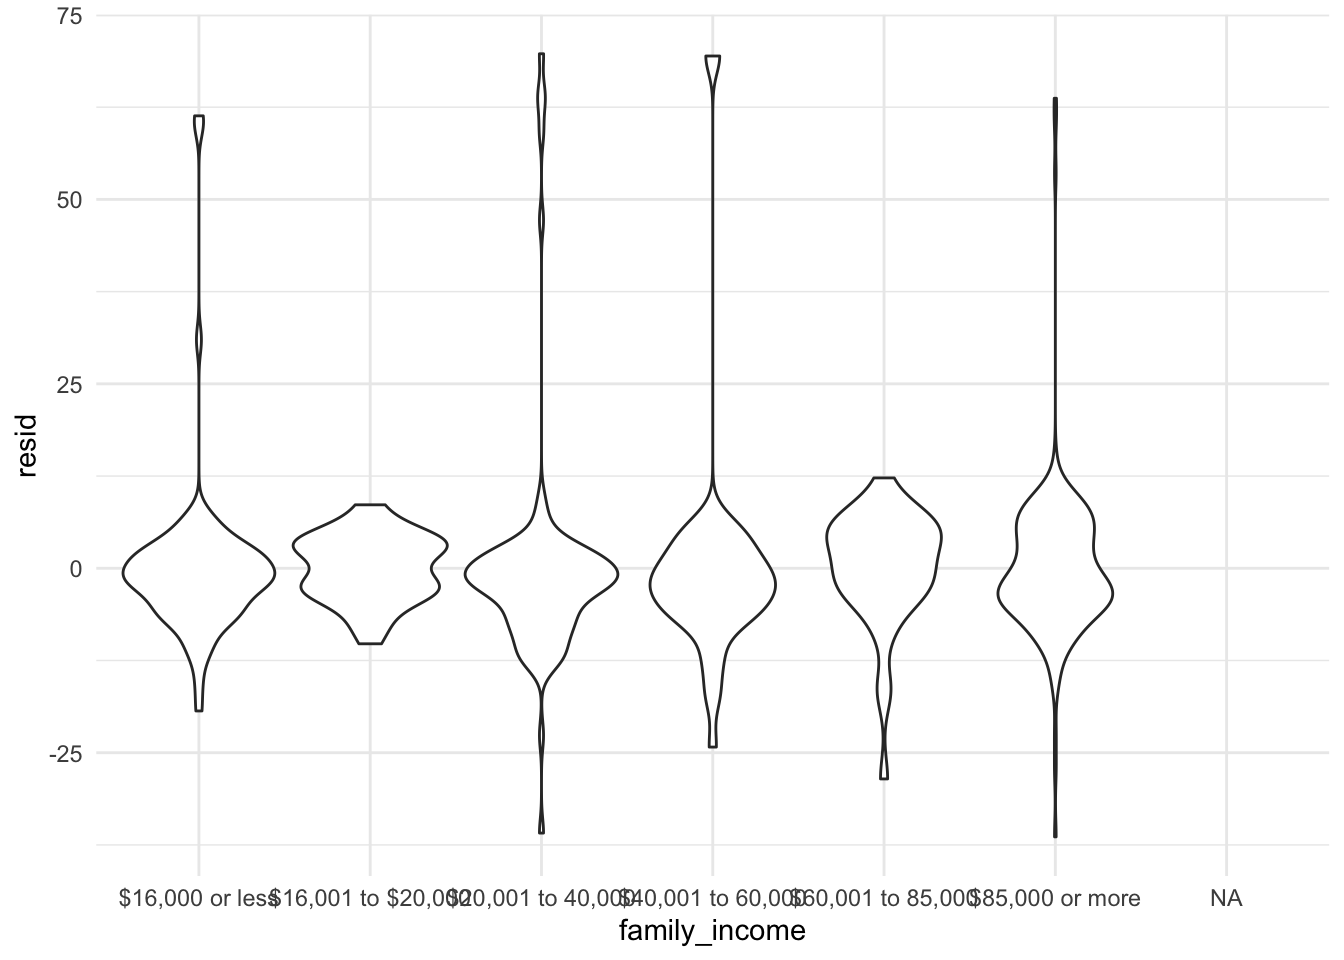 75
50
25
0
-25
resid
$16,000 or less
$16,001 to $20,000
$20,001 to 40,000
$40,001 to 60,000
$60,001 to 85,000
$85,000 or more
NA
family_income